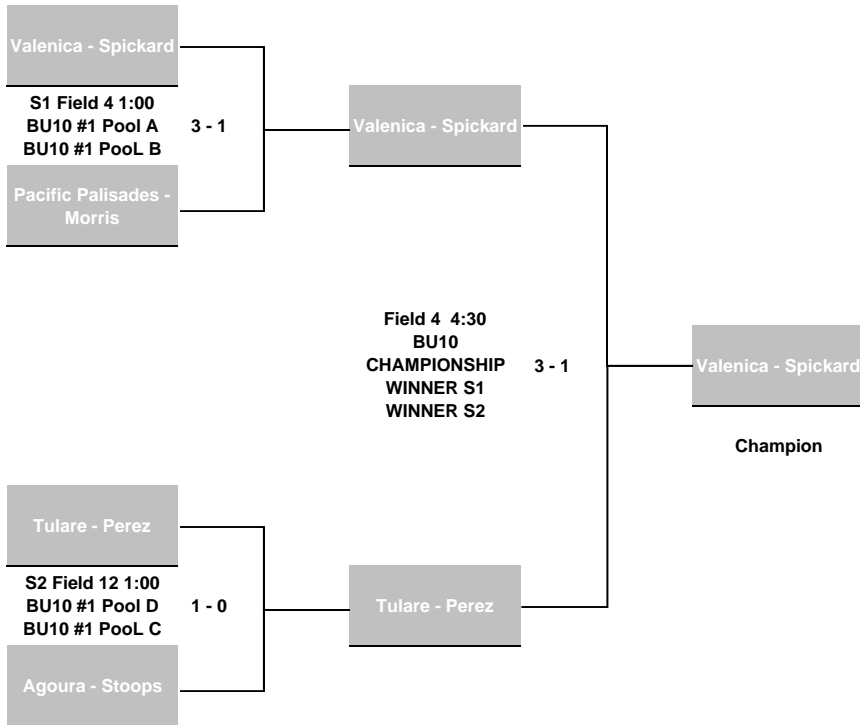 Valenica - Spickard
S1 Field 4 1:00
BU10 #1 Pool A
BU10 #1 PooL B
3 - 1
Pacific Palisades -
Morris
Valenica - Spickard
Field 4  4:30
BU10
CHAMPIONSHIP
WINNER S1
WINNER S2
3 - 1
Valenica - Spickard
Champion
Tulare - Perez
S2 Field 12 1:00
BU10 #1 Pool D
BU10 #1 PooL C
1 - 0
Agoura - Stoops
Tulare - Perez